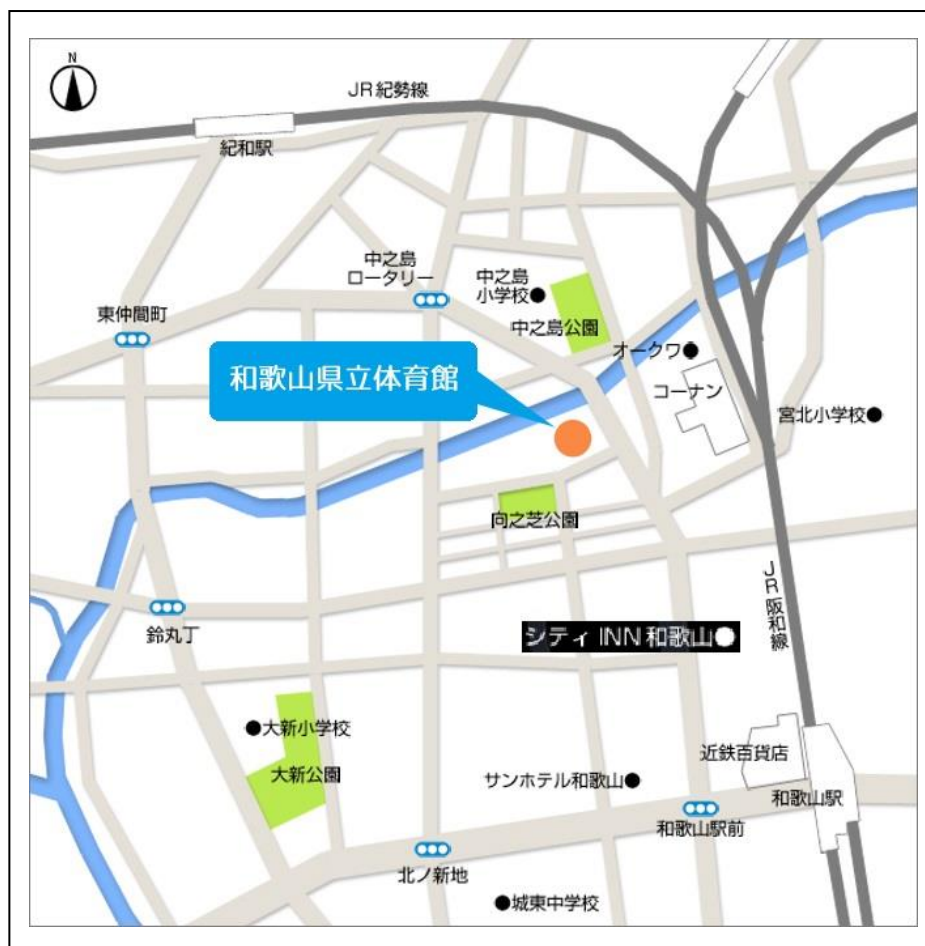 N
JR紀勢線
紀和駅
中之島
ロータリー
中之島
小学校●
東仲間町
中之島公園
オークワ●
和歌山県立体育館
コーナン
宮北小学校●
向之芝公園
JR阪和線
鈴丸丁
シティINN和歌山●
●大新小学校
近鉄百貨店
大新公園
サンホテル和歌山●
和歌山駅
和歌山駅前
北ノ新地
●城東中学校